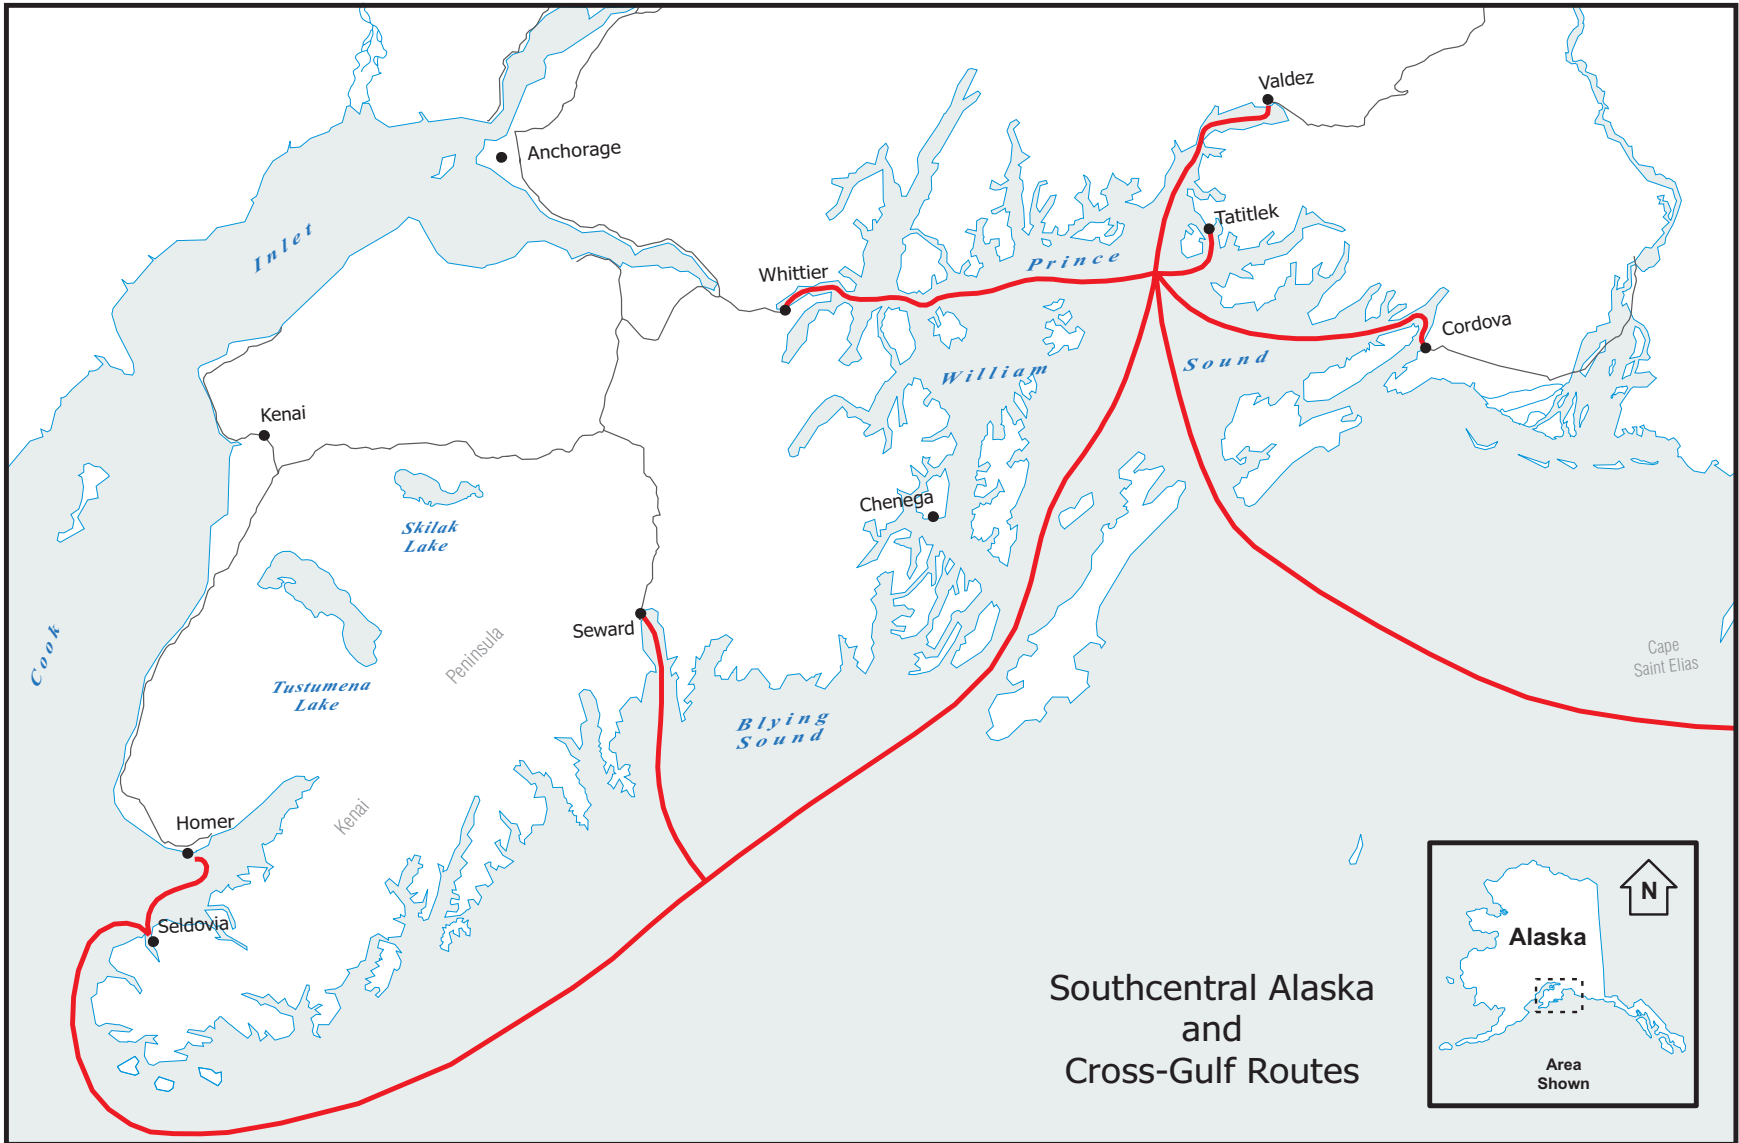 Valdez
Anchorage
Tatitlek
Inlet
Prince
Whittier
Cordova
Sound
William
Kenai
Chenega
Skilak
Lake
Seward
Peninsula
Cook
Cape
Saint Elias
Tustumena
Lake
Blying
Sound
Kenai
Homer
Seldovia
N
Alaska
Southcentral Alaska
and
Cross-Gulf Routes
Area
Shown